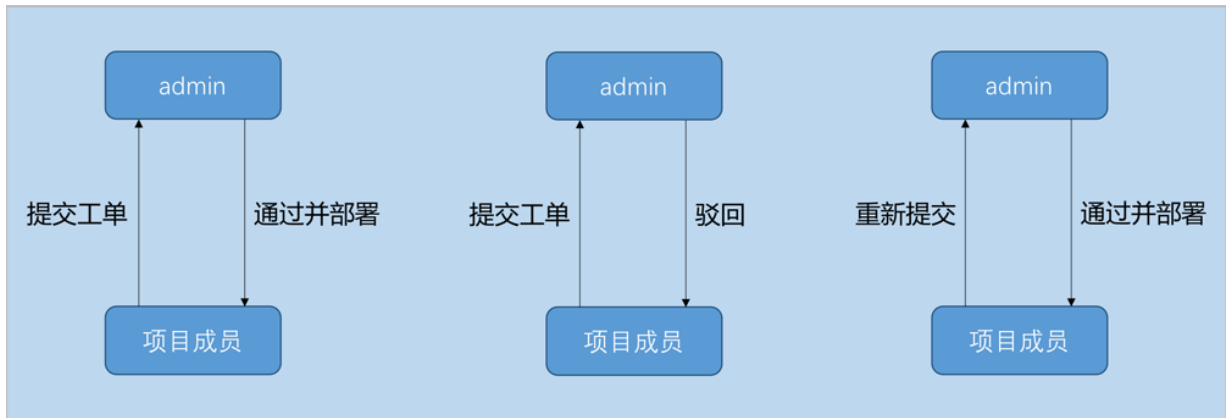 admin
admin
admin
提交工单
通过并部署
提交工单
驳回
重新提交
通过并部署
项目成员
项目成员
项目成员